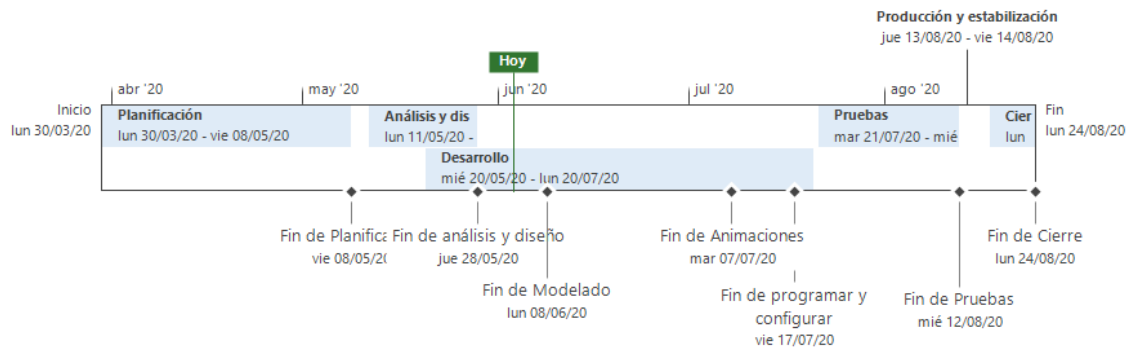 Producción y estabilización
jue 13/08/20 - vie 14/08/20
Hoy
abr '20
may '20
jun '20
jul '20
ago '20
Inicio
lun 30/03/20
Planificación
lun 30/03/20 - vie 08/05/20
Análisis y dis
lun 11/05/20 -
Desarrollo
mié 20/05/20 - lun 20/07/20
Pruebas
mar 21/07/20 - mié
Cier
lun
Fin
lun 24/08/20
Fin de Planifica
vie 08/05/
Fin de análisis y diseño
jue 28/05/20
Fin de Modelado
lun 08/06/20
Fin de Animaciones
mar 07/07/20
Fin de programar y
configurar
vie 17/07/20
Fin de Pruebas
mié 12/08/20
Fin de Cierre
lun 24/08/20